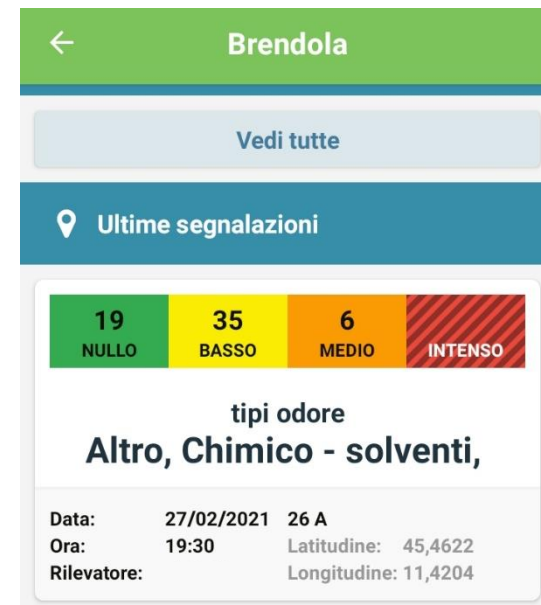 Brendola
Vedi tutte
Ultime segnalazioni
19 35 6
NULLO BASSO MEDIO INTENSO
tipi odore
Altro, Chimico - solventi,
Data: 27/02/2021 26 A
Ora: 19:30 Latitudine: 45,4622
Rilevatore: Longitudine: 11,4204